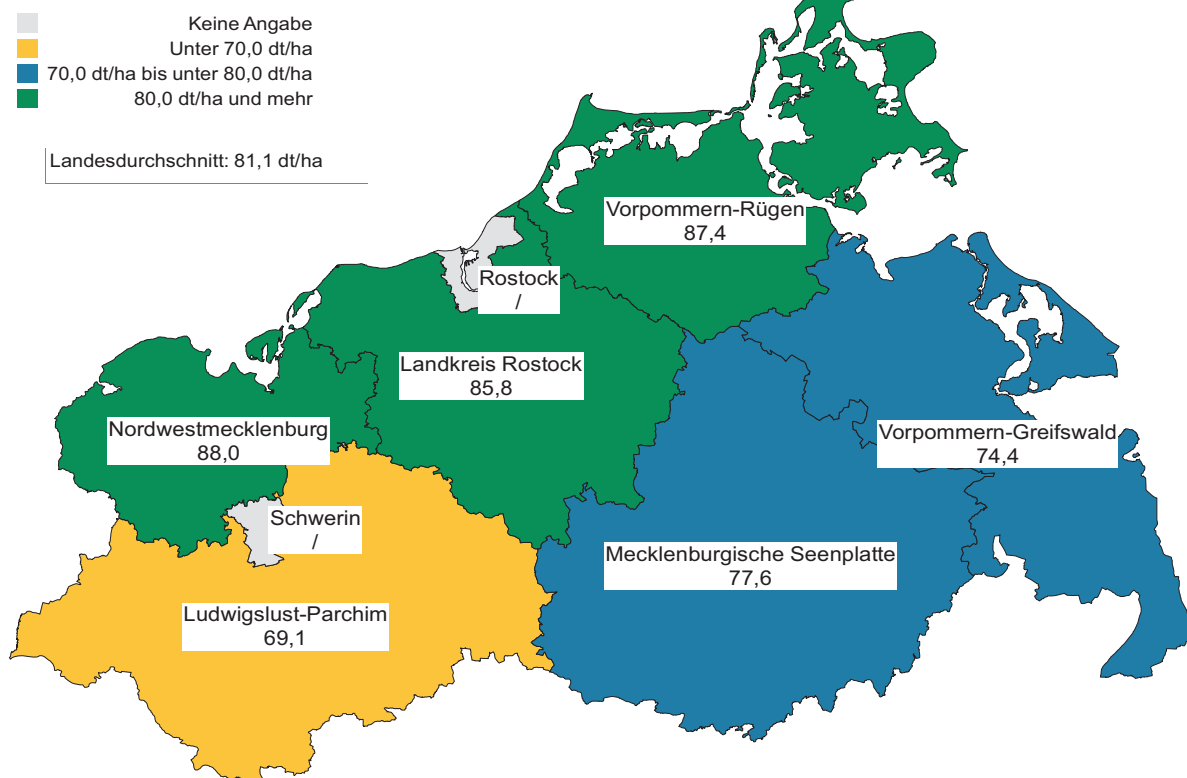 Keine Angabe
Unter 70,0 dt/ha
70,0 dt/ha bis unter 80,0 dt/ha
80,0 dt/ha und mehr
Landesdurchschnitt: 81,1 dt/ha
Vorpommern-Rügen
87,4
Rostock
/
Landkreis Rostock
85,8
Nordwestmecklenburg
88,0
Vorpommern-Greifswald
74,4
Schwerin
/
Mecklenburgische Seenplatte
77,6
Ludwigslust-Parchim
69,1